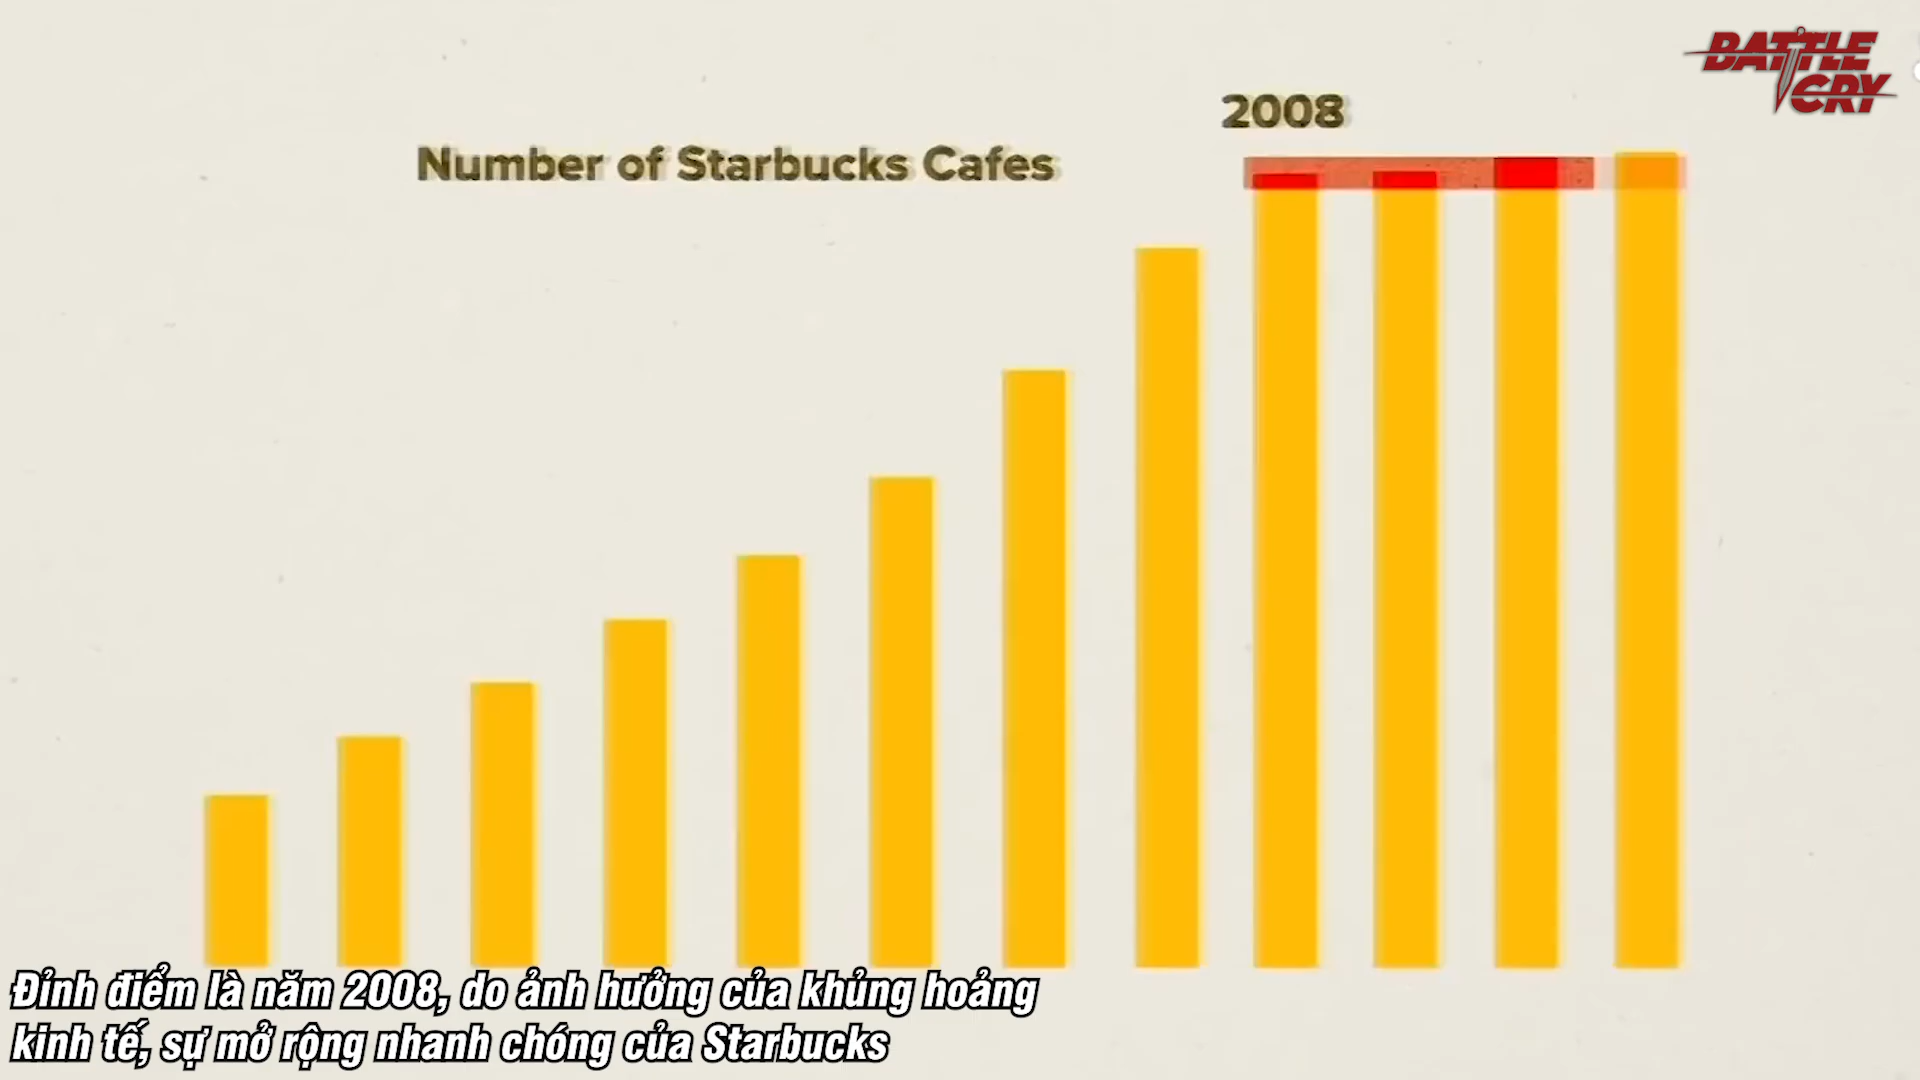 BATTLE
CRY
2008
Number of Starbucks Cafes
Đỉnh điểm là năm 2008, do ảnh hưởng của khủng hoảng
kinh tế, sự mở rộng nhanh chóng của Starbucks